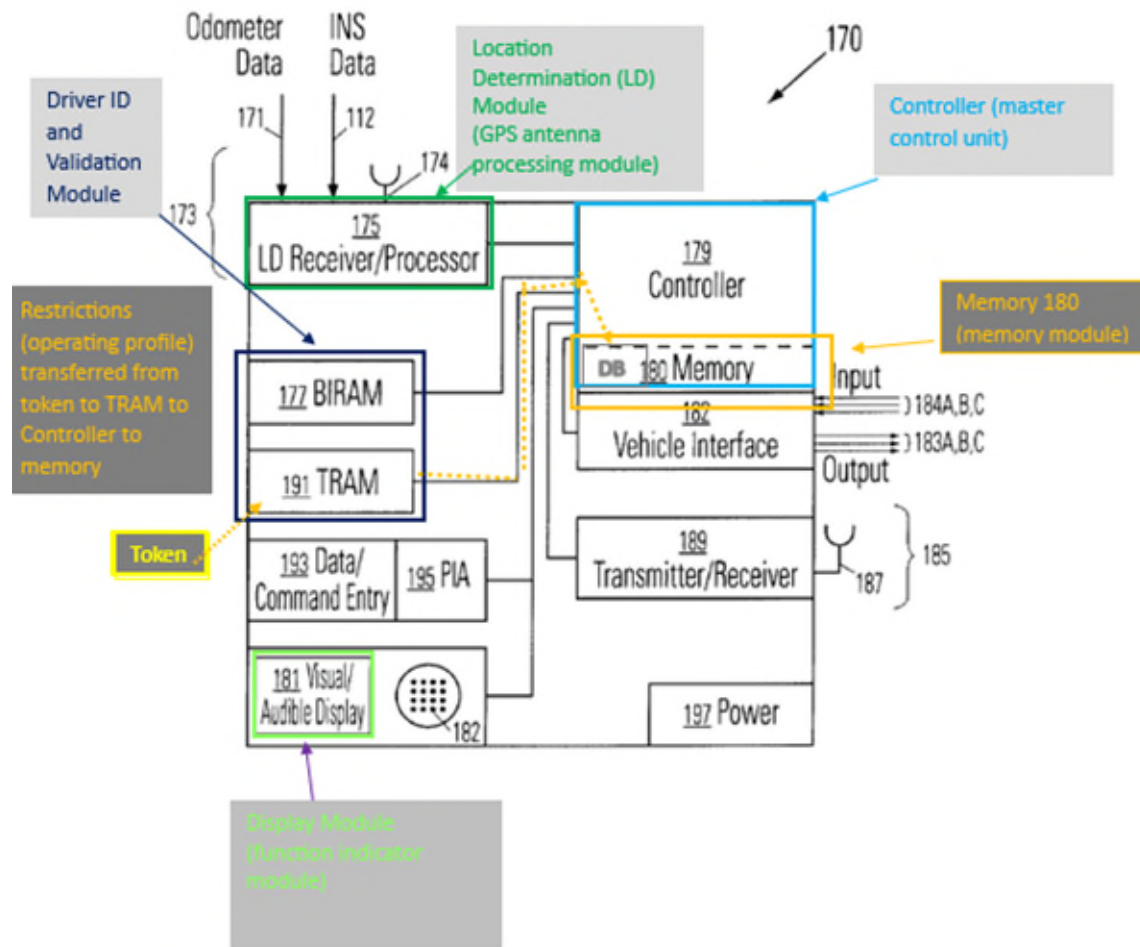 Odometer
Data
INS
Data
Location
Determination (LD)
Module
(GPS antenna
processing module)
170
Controller (master
control unit)
Driver ID
and
Validation
Module
171
112
174
173
175
LD Receiver/Processor
179
Controller
Restrictions
(operating profile)
transferred from
token to TRAM to
Controller to
memory
Memory 180
(memory module)
DB
180 Memory
Input
184A,B,C
177 BIRAM
182
Vehicle Interface
183A,B,C
Output
191 TRAM
Token
193 Data/
Command Entry
195 PIA
189
Transmitter/Receiver
187
185
181 Visual/
Audible Display
182
197 Power
Display Module
(function indicator
module)